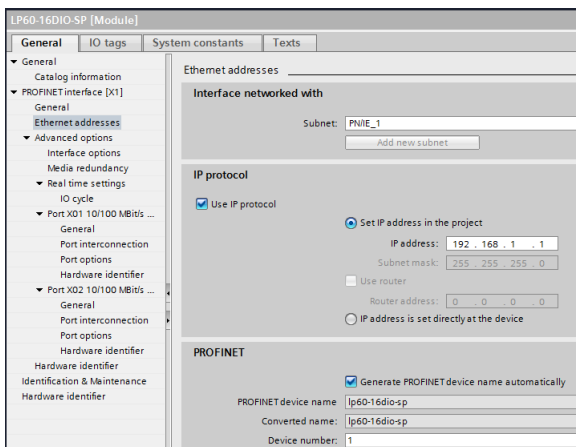 LP60-16DIO-SP [Module]
General IO tags System constants Texts
General
Catalog information
PROFINET interface [X1]
General
Ethernet addresses
Advanced options
Interface options
Media redundancy
Real time settings
IO cycle
Port X01 10/100 MBit/s ...
General
Port interconnection
Port options
Hardware identifier
Port X02 10/100 MBit/s ...
General
Port interconnection
Port options
Hardware identifier
Hardware identifier
Identification & Maintenance
Hardware identifier
Ethernet addresses
Interface networked with
Subnet: PN/IE_1
Add new subnet
IP protocol
Use IP protocol
Set IP address in the project
IP address: 192 . 168 . 1 . 1
Subnet mask: 255 . 255 . 255 . 0
Use router
Router address: 0 . 0 . 0 . 0
IP address is set directly at the device
PROFINET
Generate PROFINET device name automatically
PROFINET device name lp60-16dio-sp
Converted name: lp60-16dio-sp
Device number: 1